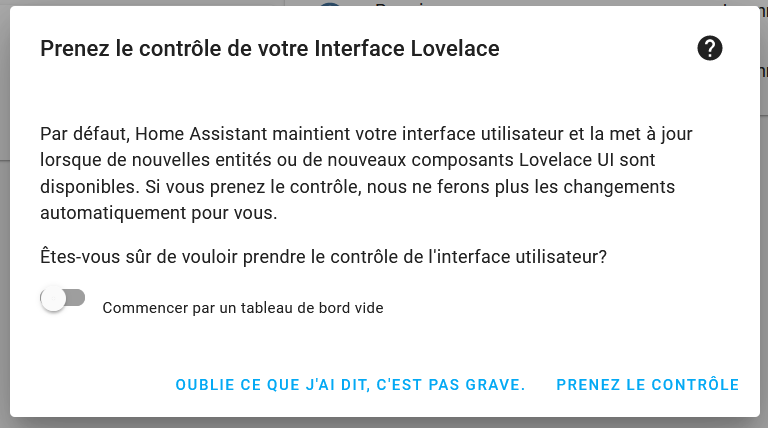 Prenez le contrôle de votre Interface Lovelace
Par défaut, Home Assistant maintient votre interface utilisateur et la met à jour
lorsque de nouvelles entités ou de nouveaux composants Lovelace UI sont
disponibles. Si vous prenez le contrôle, nous ne ferons plus les changements
automatiquement pour vous.
Êtes-vous sûr de vouloir prendre le contrôle de l'interface utilisateur?
Commencer par un tableau de bord vide
OUBLIE CE QUE J'AI DIT, C'EST PAS GRAVE. PRENEZ LE CONTRÔLE